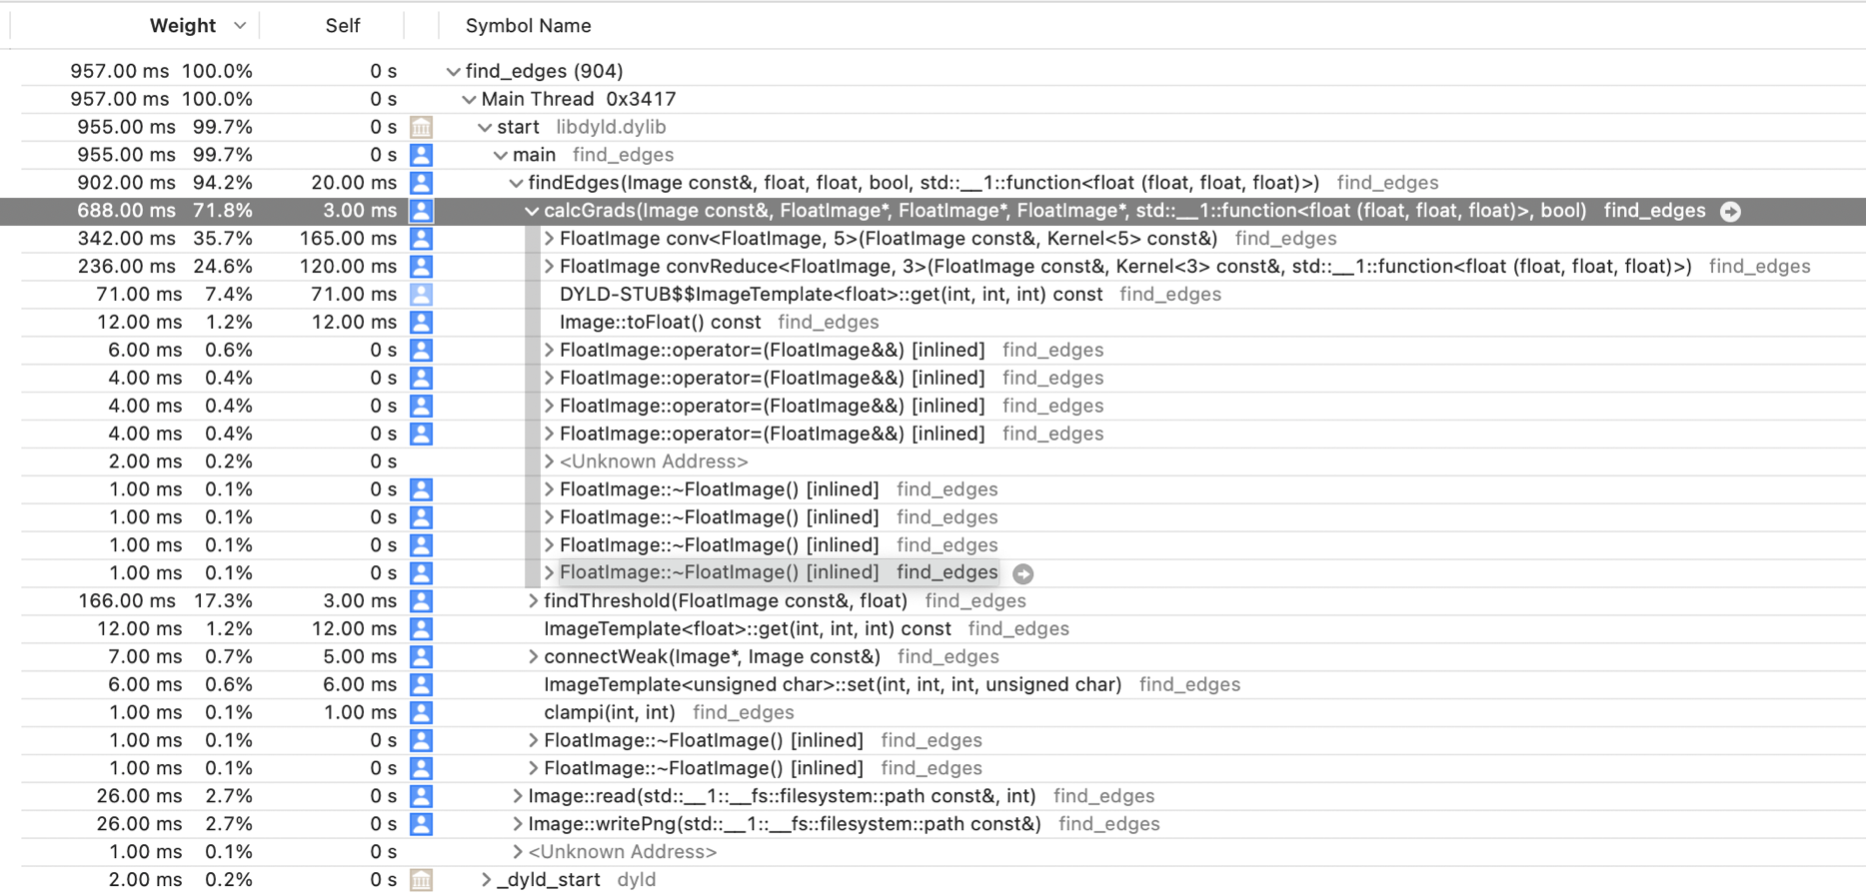 Weight Self Symbol Name
957.00 ms 100.0% 0 s find_edges (904)
957.00 ms 100.0% 0 s Main Thread 0x3417
955.00 ms 99.7% 0 s start libdyld.dylib
955.00 ms 99.7% 0 s main find_edges
902.00 ms 94.2% 20.00 ms findEdges(Image const&, float, float, bool, std::__1::function<float (float, float, float)>) find_edges
688.00 ms 71.8% 3.00 ms calcGrads(Image const&, FloatImage*, FloatImage*, FloatImage*, std::__1::function<float (float, float, float)>, bool) find_edges
342.00 ms 35.7% 165.00 ms FloatImage conv<FloatImage, 5>(FloatImage const&, Kernel<5> const&) find_edges
236.00 ms 24.6% 120.00 ms FloatImage convReduce<FloatImage, 3>(FloatImage const&, Kernel<3> const&, std::__1::function<float (float, float, float)>) find_edges
71.00 ms 7.4% 71.00 ms DYLD-STUB$$ImageTemplate<float>::get(int, int, int) const find_edges
12.00 ms 1.2% 12.00 ms Image::toFloat() const find_edges
6.00 ms 0.6% 0 s FloatImage::operator=(FloatImage&&) [inlined] find_edges
4.00 ms 0.4% 0 s FloatImage::operator=(FloatImage&&) [inlined] find_edges
4.00 ms 0.4% 0 s FloatImage::operator=(FloatImage&&) [inlined] find_edges
4.00 ms 0.4% 0 s FloatImage::operator=(FloatImage&&) [inlined] find_edges
2.00 ms 0.2% 0 s <Unknown Address>
1.00 ms 0.1% 0 s FloatImage::~FloatImage() [inlined] find_edges
1.00 ms 0.1% 0 s FloatImage::~FloatImage() [inlined] find_edges
1.00 ms 0.1% 0 s FloatImage::~FloatImage() [inlined] find_edges
1.00 ms 0.1% 0 s FloatImage::~FloatImage() [inlined] find_edges
166.00 ms 17.3% 3.00 ms findThreshold(FloatImage const&, float) find_edges
12.00 ms 1.2% 12.00 ms ImageTemplate<float>::get(int, int, int) const find_edges
7.00 ms 0.7% 5.00 ms connectWeak(Image*, Image const&) find_edges
6.00 ms 0.6% 6.00 ms ImageTemplate<unsigned char>::set(int, int, int, unsigned char) find_edges
1.00 ms 0.1% 1.00 ms clampi(int, int) find_edges
1.00 ms 0.1% 0 s FloatImage::~FloatImage() [inlined] find_edges
1.00 ms 0.1% 0 s FloatImage::~FloatImage() [inlined] find_edges
26.00 ms 2.7% 0 s Image::read(std::__1::__fs::filesystem::path const&, int) find_edges
26.00 ms 2.7% 0 s Image::writePng(std::__1::__fs::filesystem::path const&) find_edges
1.00 ms 0.1% 0 s <Unknown Address>
2.00 ms 0.2% 0 s _dyld_start dyld